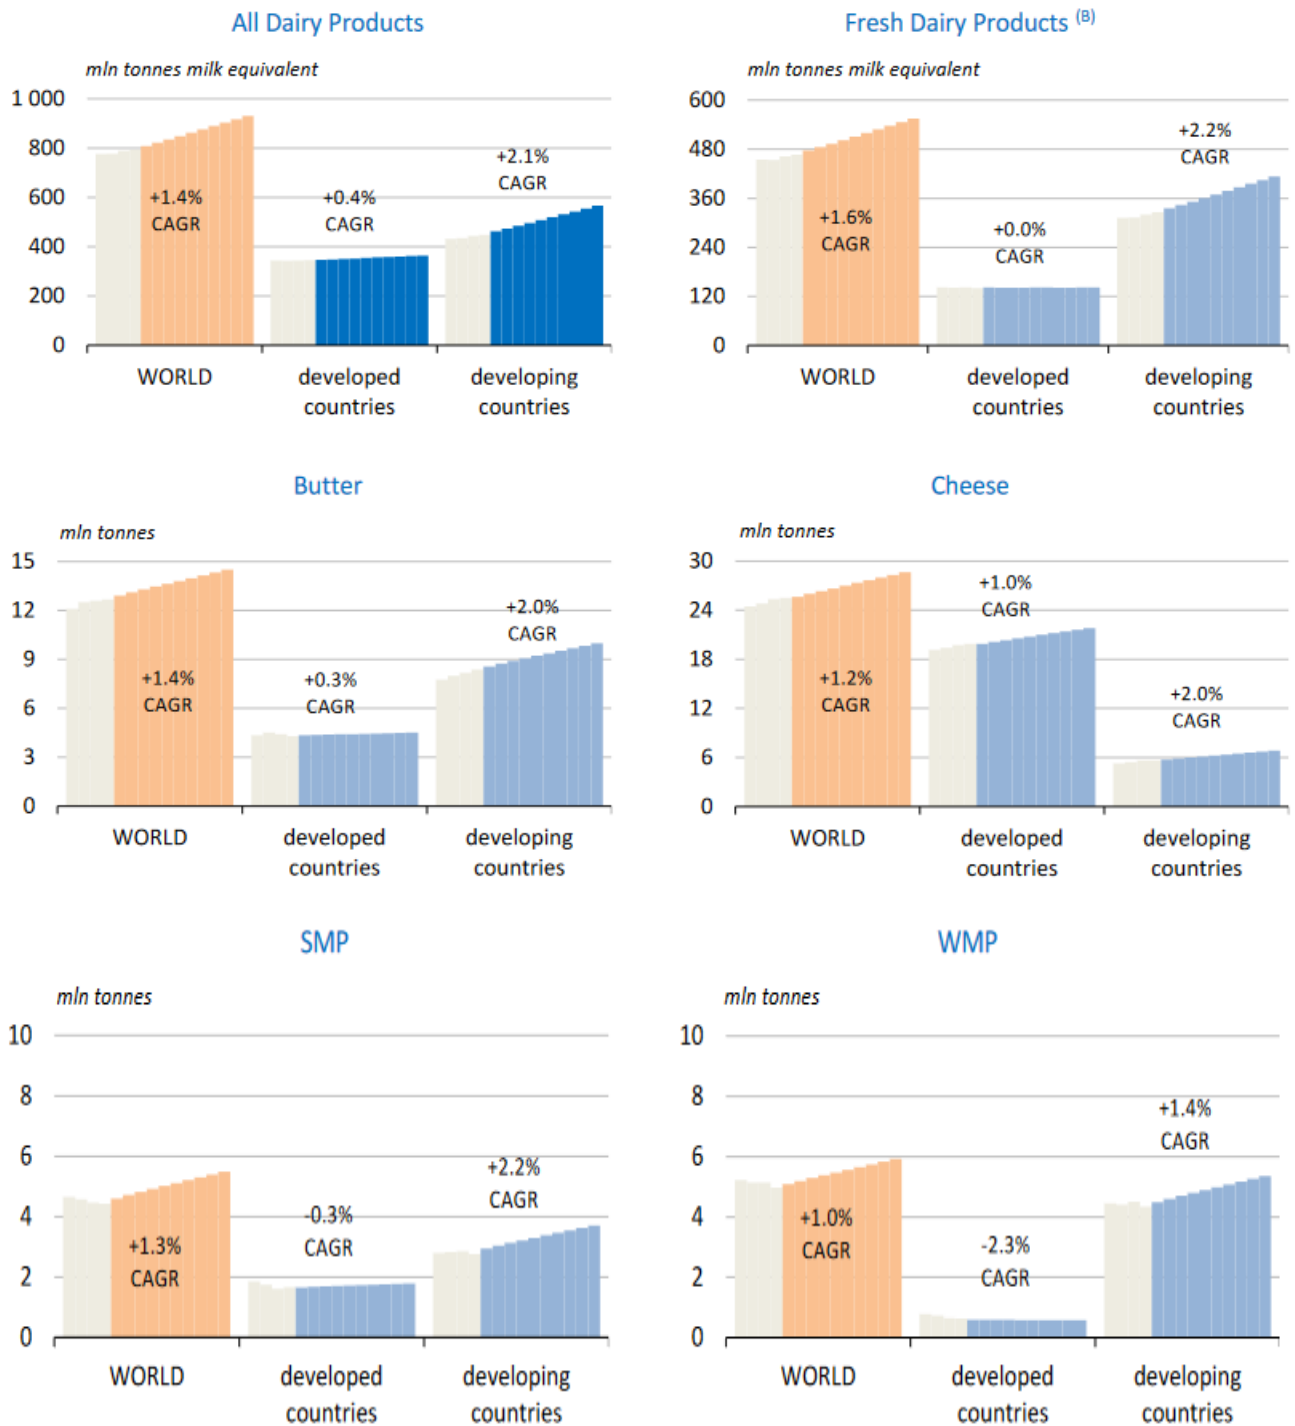 All Dairy Products
mln tonnes milk equivalent
1 000
800
600
400
200
0
+1.4%
CAGR
+0.4%
CAGR
+2.1%
CAGR
WORLD
developed
countries
developing
countries
Fresh Dairy Products (B)
mln tonnes milk equivalent
600
480
360
240
120
0
+1.6%
CAGR
+0.0%
CAGR
+2.2%
CAGR
WORLD
developed
countries
developing
countries
Butter
mln tonnes
15
12
9
6
3
0
+1.4%
CAGR
+0.3%
CAGR
+2.0%
CAGR
WORLD
developed
countries
developing
countries
Cheese
mln tonnes
30
24
18
12
6
0
+1.2%
CAGR
+1.0%
CAGR
+2.0%
CAGR
WORLD
developed
countries
developing
countries
SMP
mln tonnes
10
8
6
4
2
0
+1.3%
CAGR
-0.3%
CAGR
+2.2%
CAGR
WORLD
developed
countries
developing
countries
WMP
mln tonnes
10
8
6
4
2
0
+1.0%
CAGR
-2.3%
CAGR
+1.4%
CAGR
WORLD
developed
countries
developing
countries